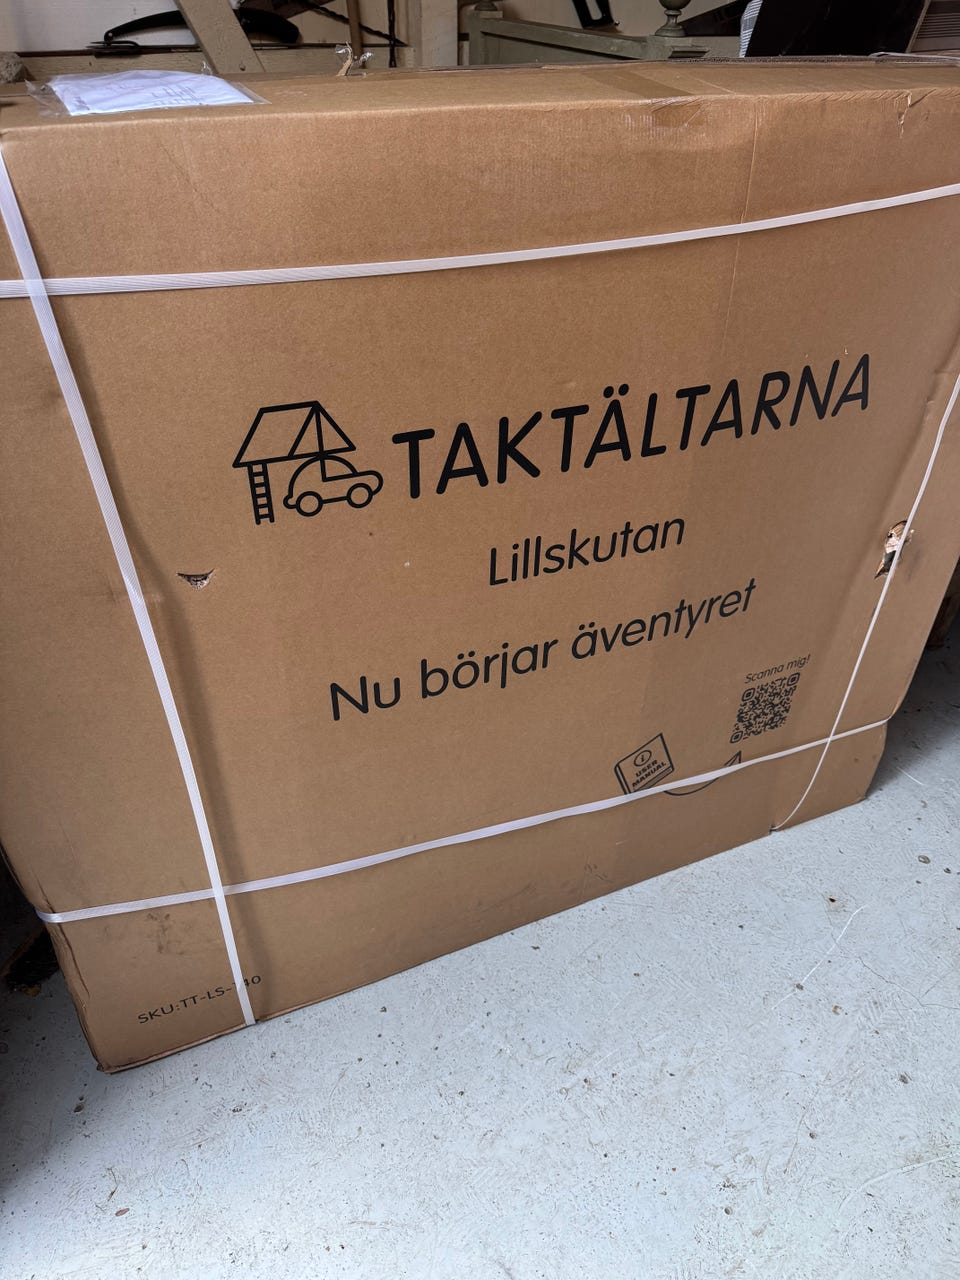 TAKTÄLTARNA
Lillskutan
Nu börjar äventyret
Scanna mig!
i
USER
MANUAL